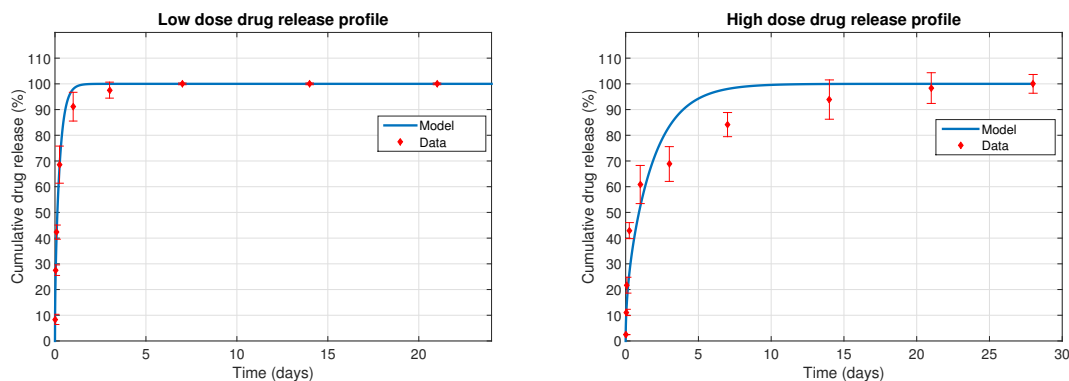 Low dose drug release profile
Cumulative drug release (%)
110
100
90
80
70
60
50
40
30
20
10
0
0 5 10 15 20
Time (days)
Model
Data
High dose drug release profile
Cumulative drug release (%)
110
100
90
80
70
60
50
40
30
20
10
0
0 5 10 15 20 25 30
Time (days)
Model
Data